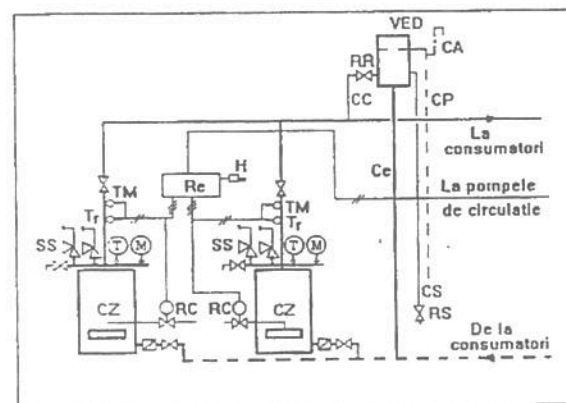 VED
CA
RR
CC
CP
La
consumatori
H
Re
Ce
La pompele
de circulatie
TM
Tr
TM
Tr
SS
T
M
SS
T
M
CS
RS
CZ
RC
RC
CZ
De la
consumatori